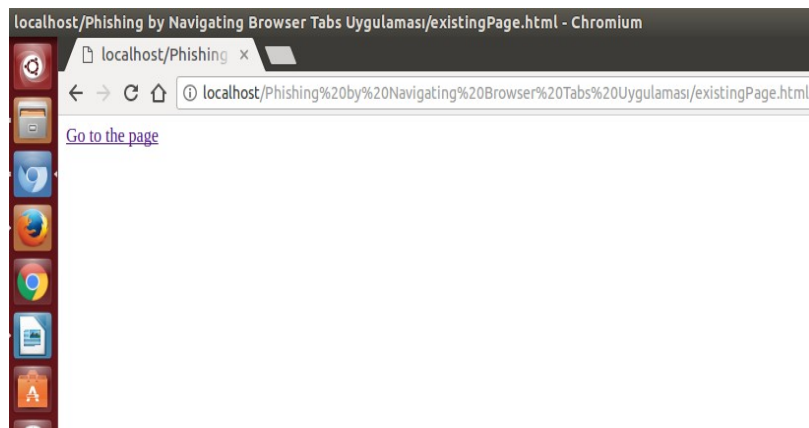 localhost/Phishing by Navigating Browser Tabs Uygulaması/existingPage.html - Chromium
localhost/Phishing
localhost/Phishing%20by%20Navigating%20Browser%20Tabs%20Uygulaması/existingPage.html
Go to the page